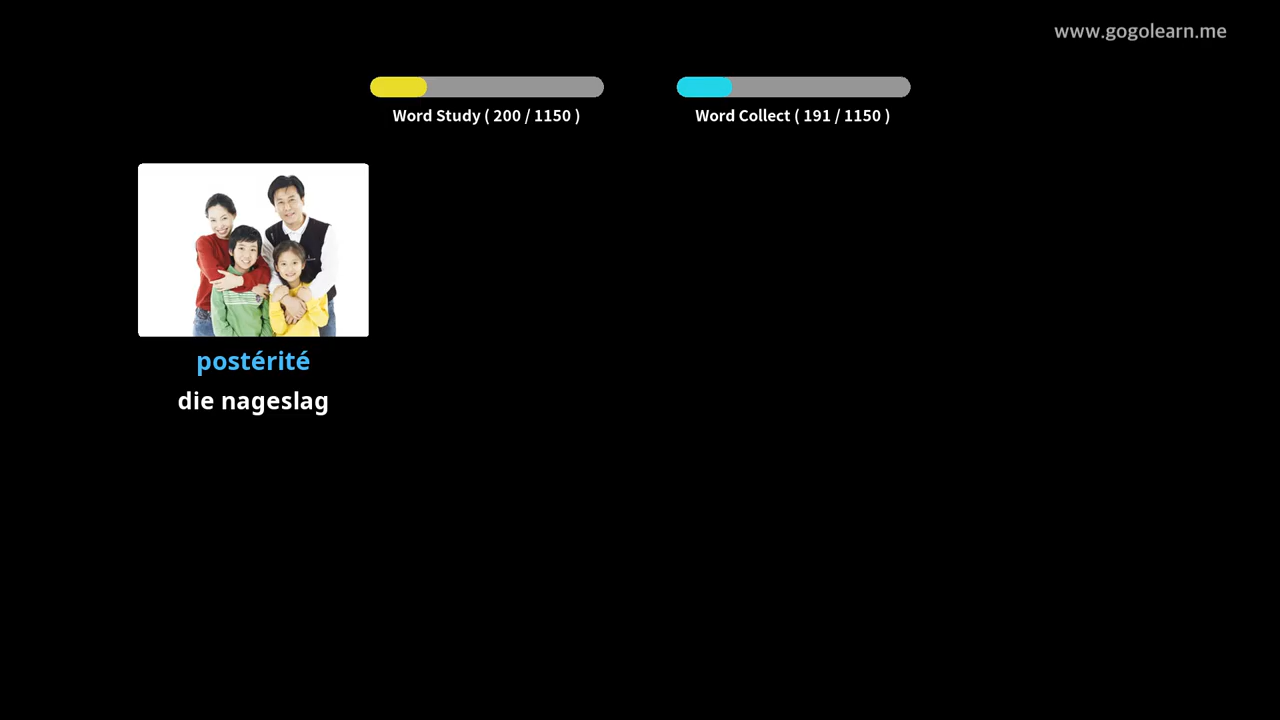 www.gogolearn.me
Word Study ( 200 / 1150 )
Word Collect ( 191 / 1150 )
postérité
die nageslag